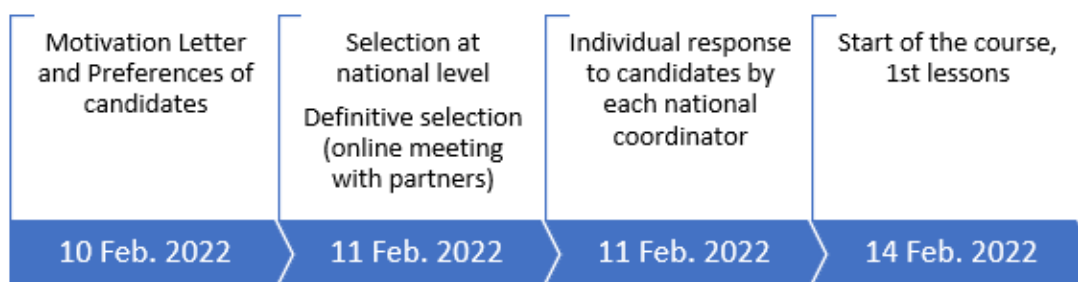 Motivation Letter
and Preferences of
candidates
Selection at
national level
Definitive selection
(online meeting
with partners)
Individual response
to candidates by
each national
coordinator
Start of the course,
1st lessons
10 Feb. 2022
11 Feb. 2022
11 Feb. 2022
14 Feb. 2022